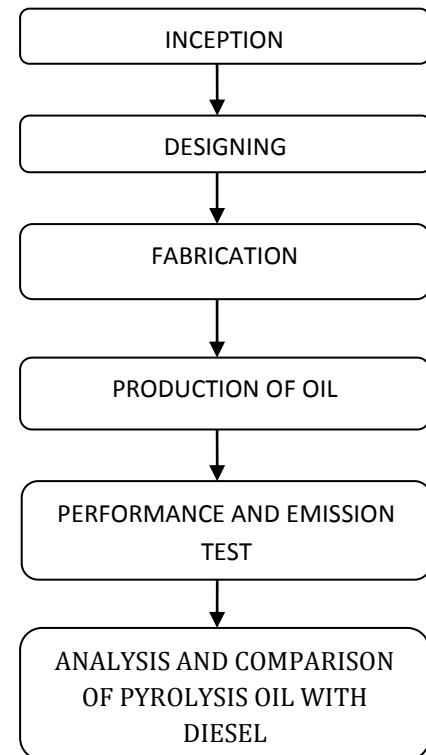 INCEPTION
DESIGNING
FABRICATION
PRODUCTION OF OIL
PERFORMANCE AND EMISSION
TEST
ANALYSIS AND COMPARISON
OF PYROLYSIS OIL WITH
DIESEL